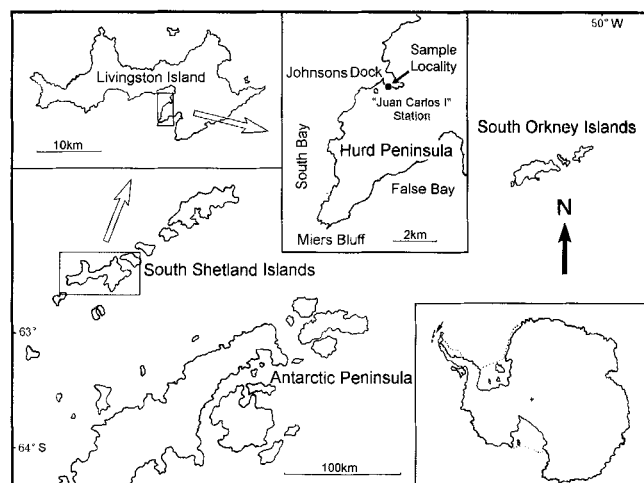 50° W
Livingston Island
10km
Johnsons Dock
Sample
Locality
"Juan Carlos I"
Station
South Bay
Hurd Peninsula
False Bay
Miers Bluff
2km
South Orkney Islands
N
South Shetland Islands
63°
Antarctic Peninsula
64° S
100km